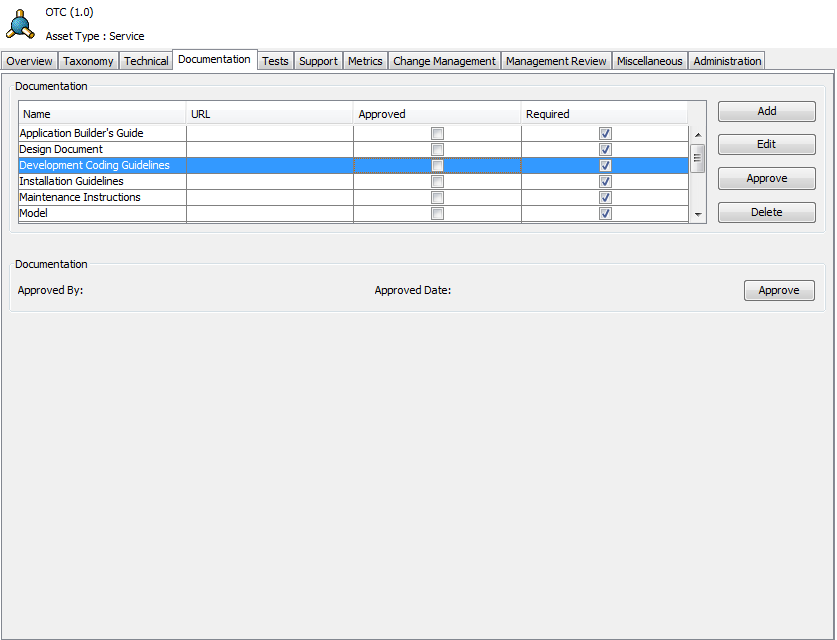 OTC (1.0)
Asset Type : Service
Overview Taxonomy Technical Documentation Tests Support Metrics Change Management Management Review Miscellaneous Administration
Documentation
Name URL Approved Required
Application Builder's Guide
Design Document
Development Coding Guidelines
Installation Guidelines
Maintenance Instructions
Model
Add
Edit
Approve
Delete
Documentation
Approved By: Approved Date: Approve